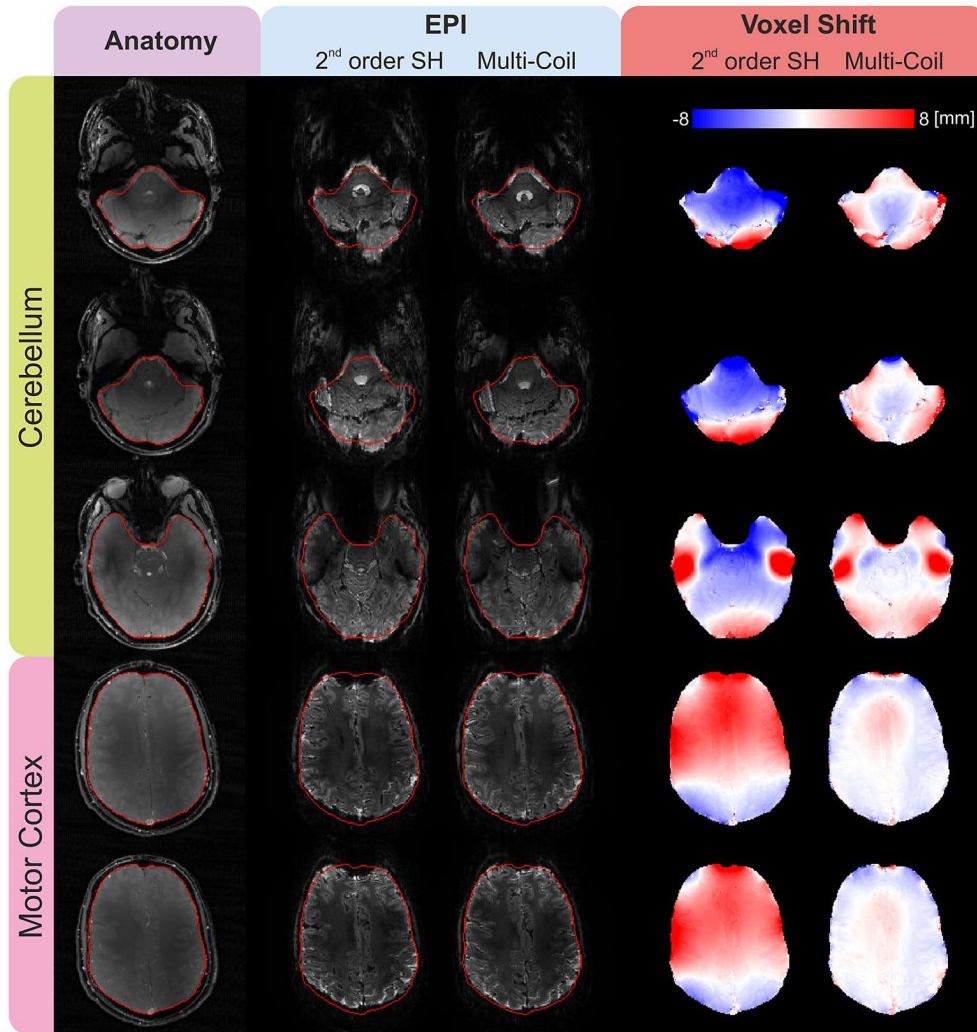 Anatomy
EPI
2nd order SH Multi-Coil
Voxel Shift
2nd order SH Multi-Coil
-8 8 [mm]
Cerebellum
Motor Cortex